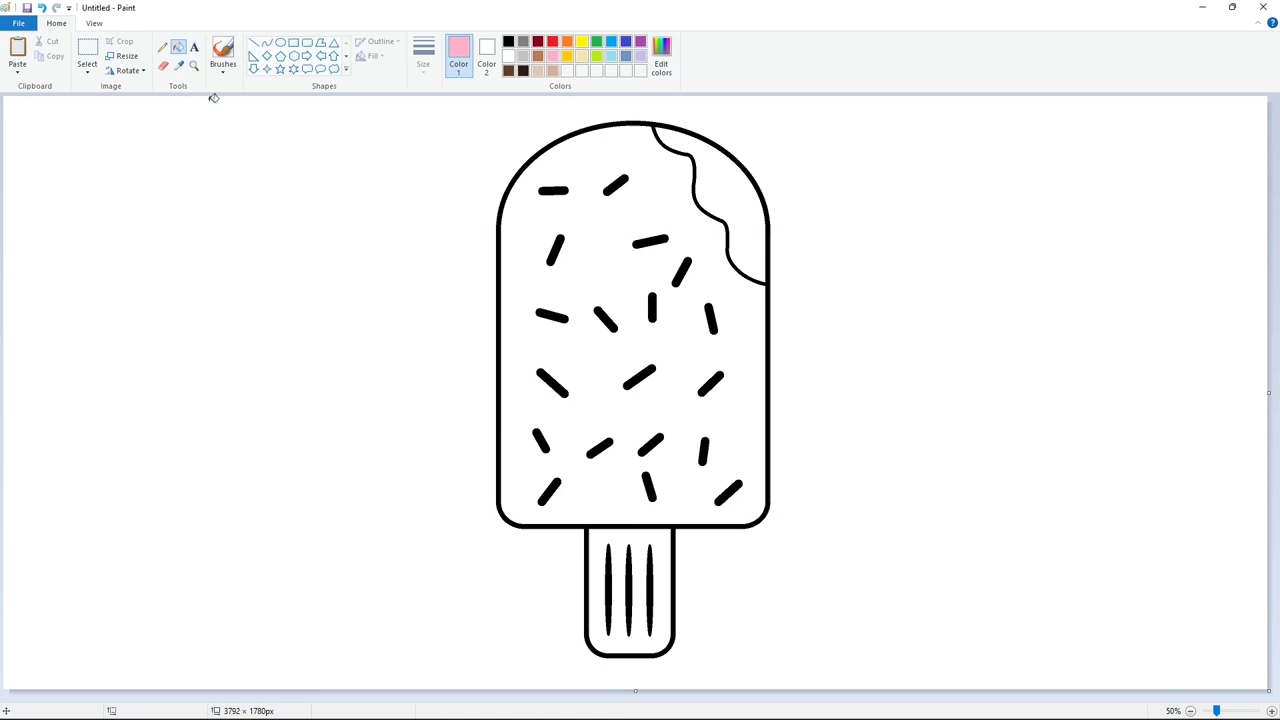 Untitled - Paint
File Home View
Paste
Cut
Copy
Clipboard
Select
Crop
Resize
Rotate
Image
A
Tools
Brushes
Outline
Fill
Shapes
Size
Color
1
Color
2
Edit
colors
Colors
3792 × 1780px
50%